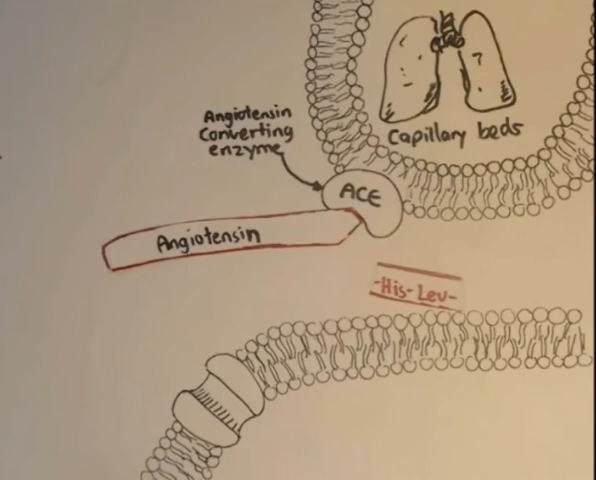 Capillary beds
Angiotensin
Converting
enzyme
ACE
Angiotensin
-His-Leu-